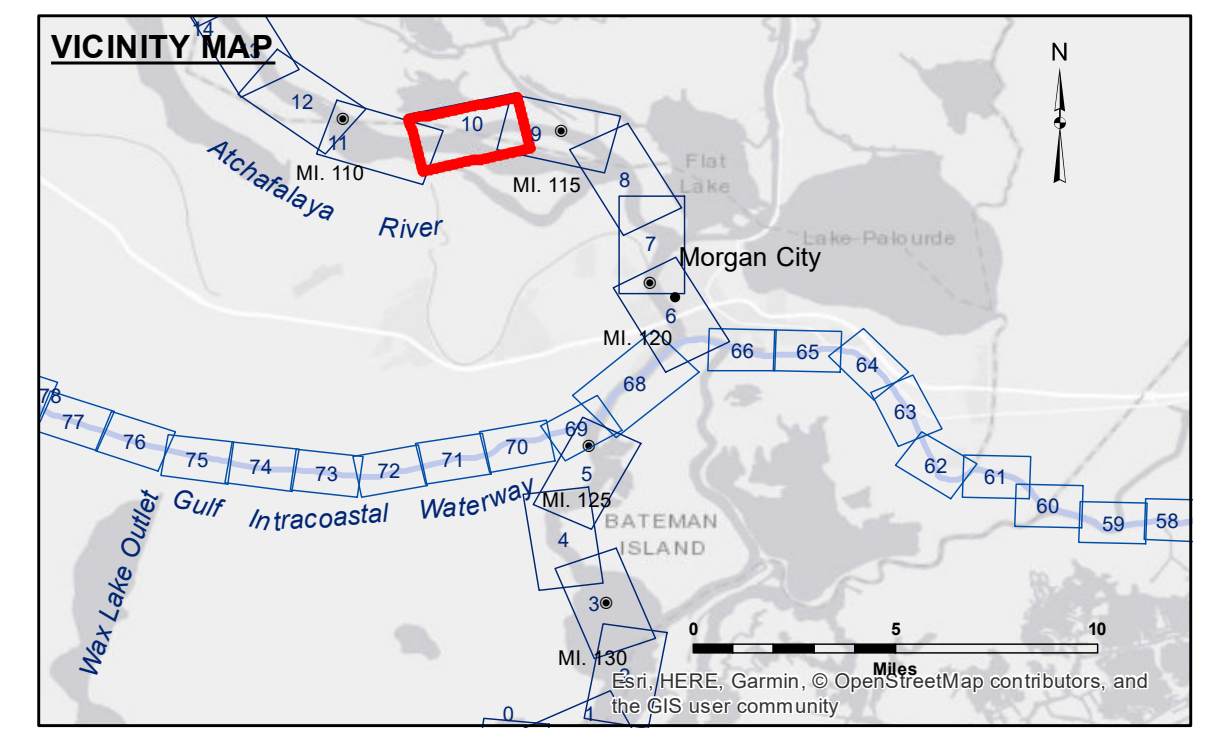 VICINITY MAP
N
14
12
11
10
9
8
7
6
MI. 110
MI. 115
MI. 120
MI. 125
MI. 130
Atchafalaya River
Flat
Lake
Lake Palourde
Morgan City
66
65
64
63
62
61
60
59
58
68
69
70
71
72
73
74
75
76
77
78
5
4
3
2
1
0
BATEMAN
ISLAND
Gulf Intracoastal Waterway
Wax Lake Outlet
0 5 10
Miles
Esri, HERE, Garmin, © OpenStreetMap contributors, and
the GIS user community